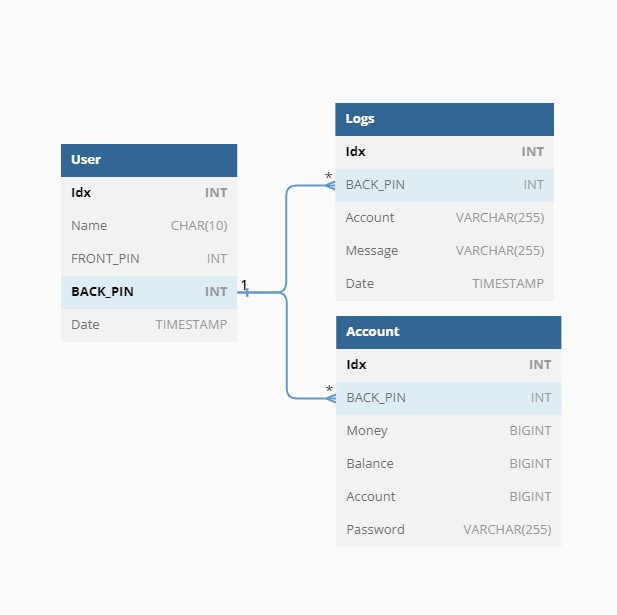 User
Idx INT
Name CHAR(10)
FRONT_PIN INT
BACK_PIN INT
Date TIMESTAMP
1
*
*
Logs
Idx INT
BACK_PIN INT
Account VARCHAR(255)
Message VARCHAR(255)
Date TIMESTAMP
Account
Idx INT
BACK_PIN INT
Money BIGINT
Balance BIGINT
Account BIGINT
Password VARCHAR(255)